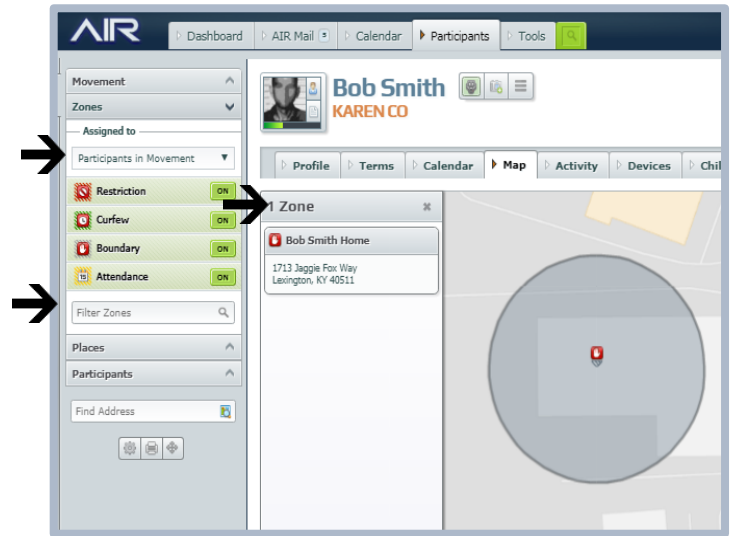 AIR
Dashboard
AIR Mail
Calendar
Participants
Tools
Movement
Zones
Assigned to
Participants in Movement
Restriction ON
Curfew ON
Boundary ON
15 Attendance ON
Filter Zones
Places
Participants
Find Address
Bob Smith
KAREN CO
Profile
Terms
Calendar
Map
Activity
Devices
Chil
1 Zone
Bob Smith Home
1713 Jaggie Fox Way
Lexington, KY 40511